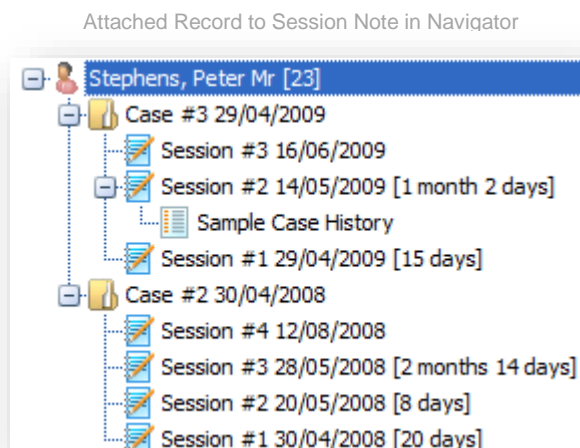 Attached Record to Session Note in Navigator
Stephens, Peter Mr [23]
Case #3 29/04/2009
Session #3 16/06/2009
Session #2 14/05/2009 [1 month 2 days]
Sample Case History
Session #1 29/04/2009 [15 days]
Case #2 30/04/2008
Session #4 12/08/2008
Session #3 28/05/2008 [2 months 14 days]
Session #2 20/05/2008 [8 days]
Session #1 30/04/2008 [20 days]